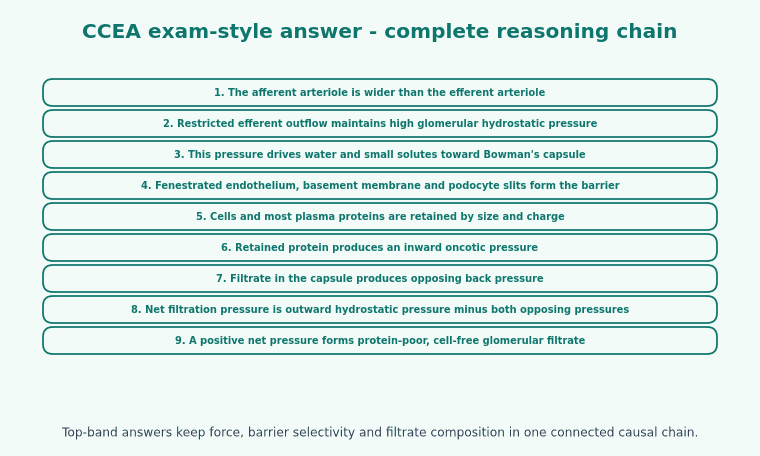 CCEA exam-style answer - complete reasoning chain
1. The afferent arteriole is wider than the efferent arteriole
2. Restricted efferent outflow maintains high glomerular hydrostatic pressure
3. This pressure drives water and small solutes toward Bowman's capsule
4. Fenestrated endothelium, basement membrane and podocyte slits form the barrier
5. Cells and most plasma proteins are retained by size and charge
6. Retained protein produces an inward oncotic pressure
7. Filtrate in the capsule produces opposing back pressure
8. Net filtration pressure is outward hydrostatic pressure minus both opposing pressures
9. A positive net pressure forms protein-poor, cell-free glomerular filtrate
Top-band answers keep force, barrier selectivity and filtrate composition in one connected causal chain.